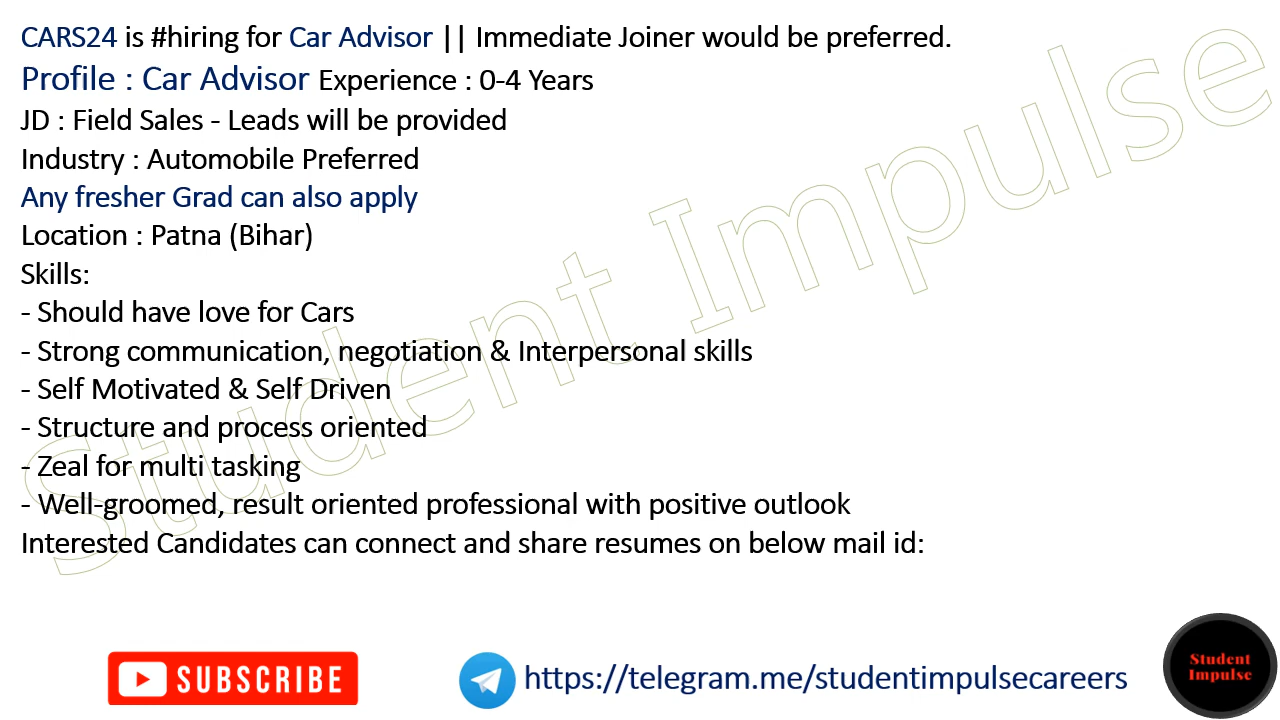 CARS24 is #hiring for Car Advisor || Immediate Joiner would be preferred.
Profile : Car Advisor Experience : 0-4 Years
JD : Field Sales - Leads will be provided
Industry : Automobile Preferred
Any fresher Grad can also apply
Location : Patna (Bihar)
Skills:
- Should have love for Cars
- Strong communication, negotiation & Interpersonal skills
- Self Motivated & Self Driven
- Structure and process oriented
- Zeal for multi tasking
- Well-groomed, result oriented professional with positive outlook
Interested Candidates can connect and share resumes on below mail id:
Student Impulse
SUBSCRIBE
https://telegram.me/studentimpulsecareers
Student
Impulse